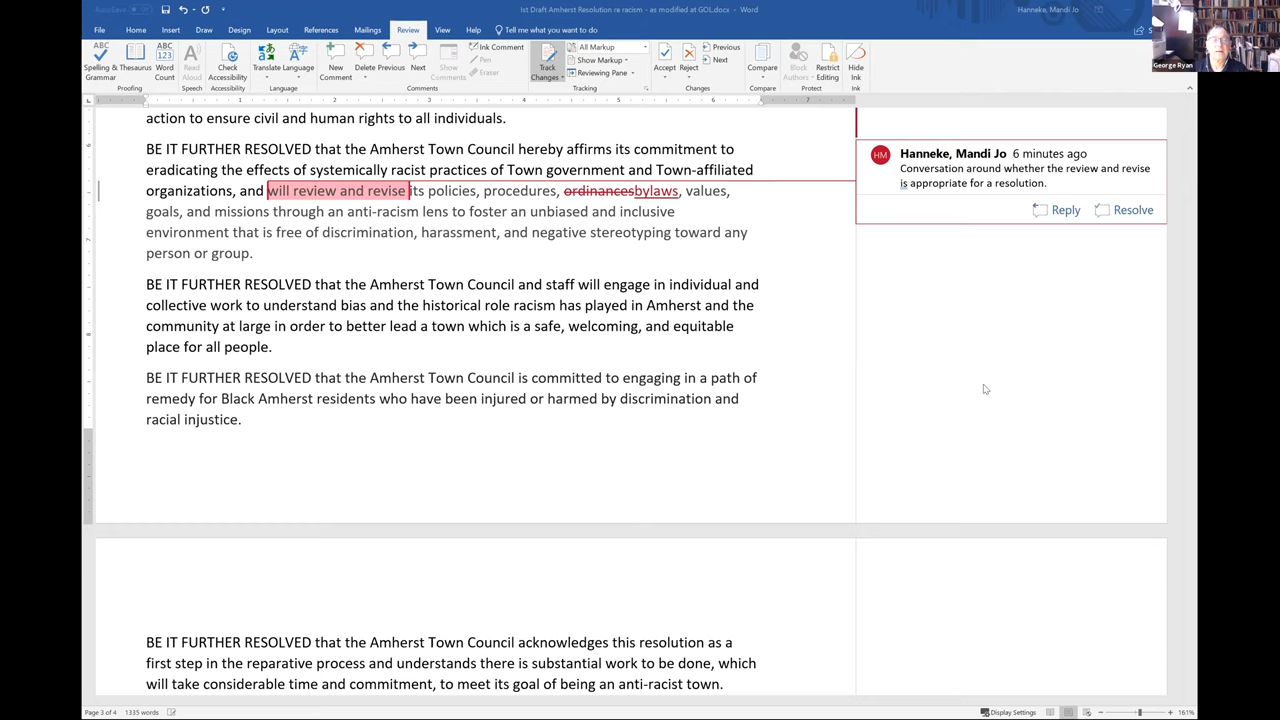 AutoSave Off
Ist Draft Amherst Resolution re racism - as modified at GOL.docx - Word
Hanneke, Mandi Jo
File Home Insert Draw Design Layout References Mailings Review View Help Tell me what you want to do
George Ryan
Spelling & Grammar Thesaurus Word Count
Read Aloud
Check Accessibility
Translate Language
New Comment Delete Previous Next
Show Comments
Ink Comment
Pen
Eraser
Track Changes
All Markup
Show Markup
Reviewing Pane
Accept Reject
Previous
Next
Compare
Block Authors Restrict Editing
Hide Ink
Proofing Speech Accessibility Language Comments Tracking Changes Compare Protect Ink
action to ensure civil and human rights to all individuals.
BE IT FURTHER RESOLVED that the Amherst Town Council hereby affirms its commitment to
eradicating the effects of systemically racist practices of Town government and Town-affiliated
organizations, and will review and revise its policies, procedures, ordinancesbylaws, values,
goals, and missions through an anti-racism lens to foster an unbiased and inclusive
environment that is free of discrimination, harassment, and negative stereotyping toward any
person or group.
BE IT FURTHER RESOLVED that the Amherst Town Council and staff will engage in individual and
collective work to understand bias and the historical role racism has played in Amherst and the
community at large in order to better lead a town which is a safe, welcoming, and equitable
place for all people.
BE IT FURTHER RESOLVED that the Amherst Town Council is committed to engaging in a path of
remedy for Black Amherst residents who have been injured or harmed by discrimination and
racial injustice.
BE IT FURTHER RESOLVED that the Amherst Town Council acknowledges this resolution as a
first step in the reparative process and understands there is substantial work to be done, which
will take considerable time and commitment, to meet its goal of being an anti-racist town.
HM
Hanneke, Mandi Jo 6 minutes ago
Conversation around whether the review and revise
is appropriate for a resolution.
Reply Resolve
Page 3 of 4 1335 words
Display Settings
161%